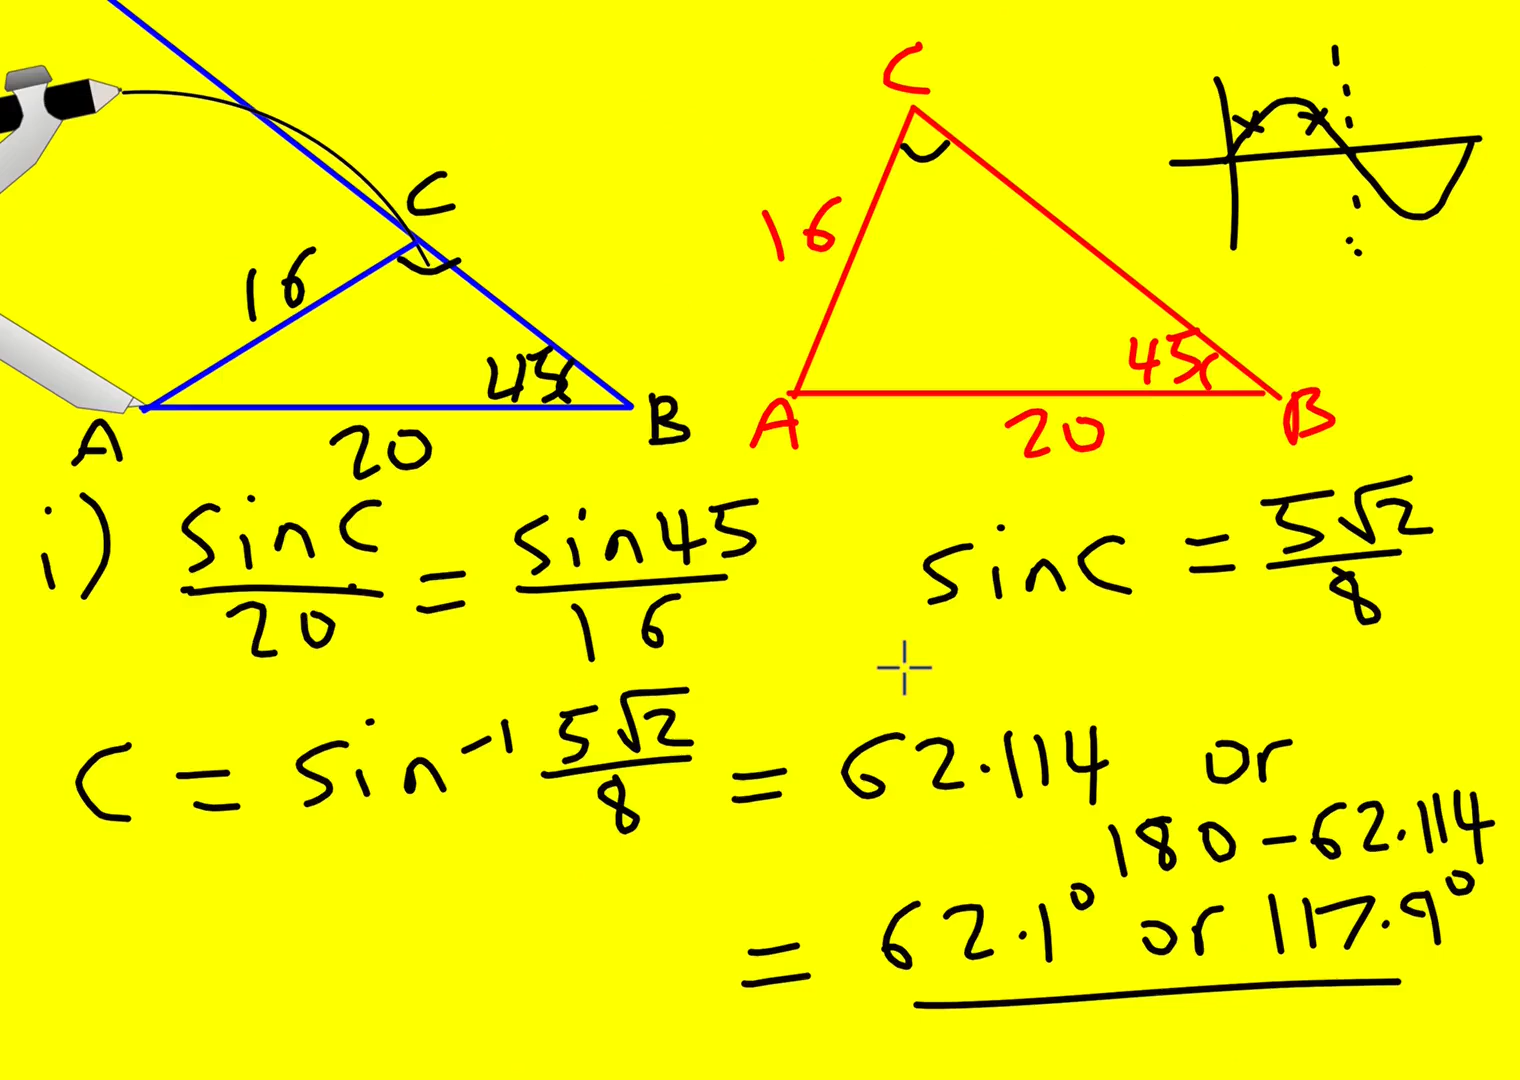 C
16
45
A
20
B
C
16
45
A
20
B
i) sinC/20 = sin45/16
sinC = 5√2/8
C = sin⁻¹ 5√2/8 = 62.114 or
180 - 62.114
= 62.1° or 117.9°